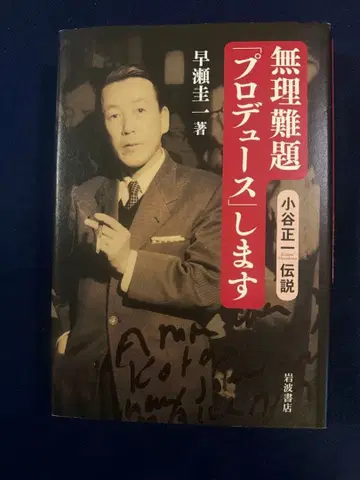 無理難題
「プロデュース」します
小谷正一伝説
早瀬圭一 著
岩波書店